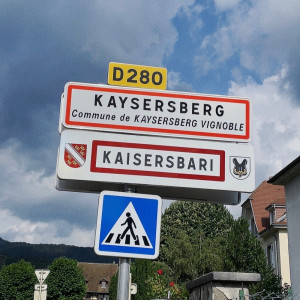 D280
KAYSERSBERG
Commune de KAYSERSBERG VIGNOBLE
KAISERSBARI